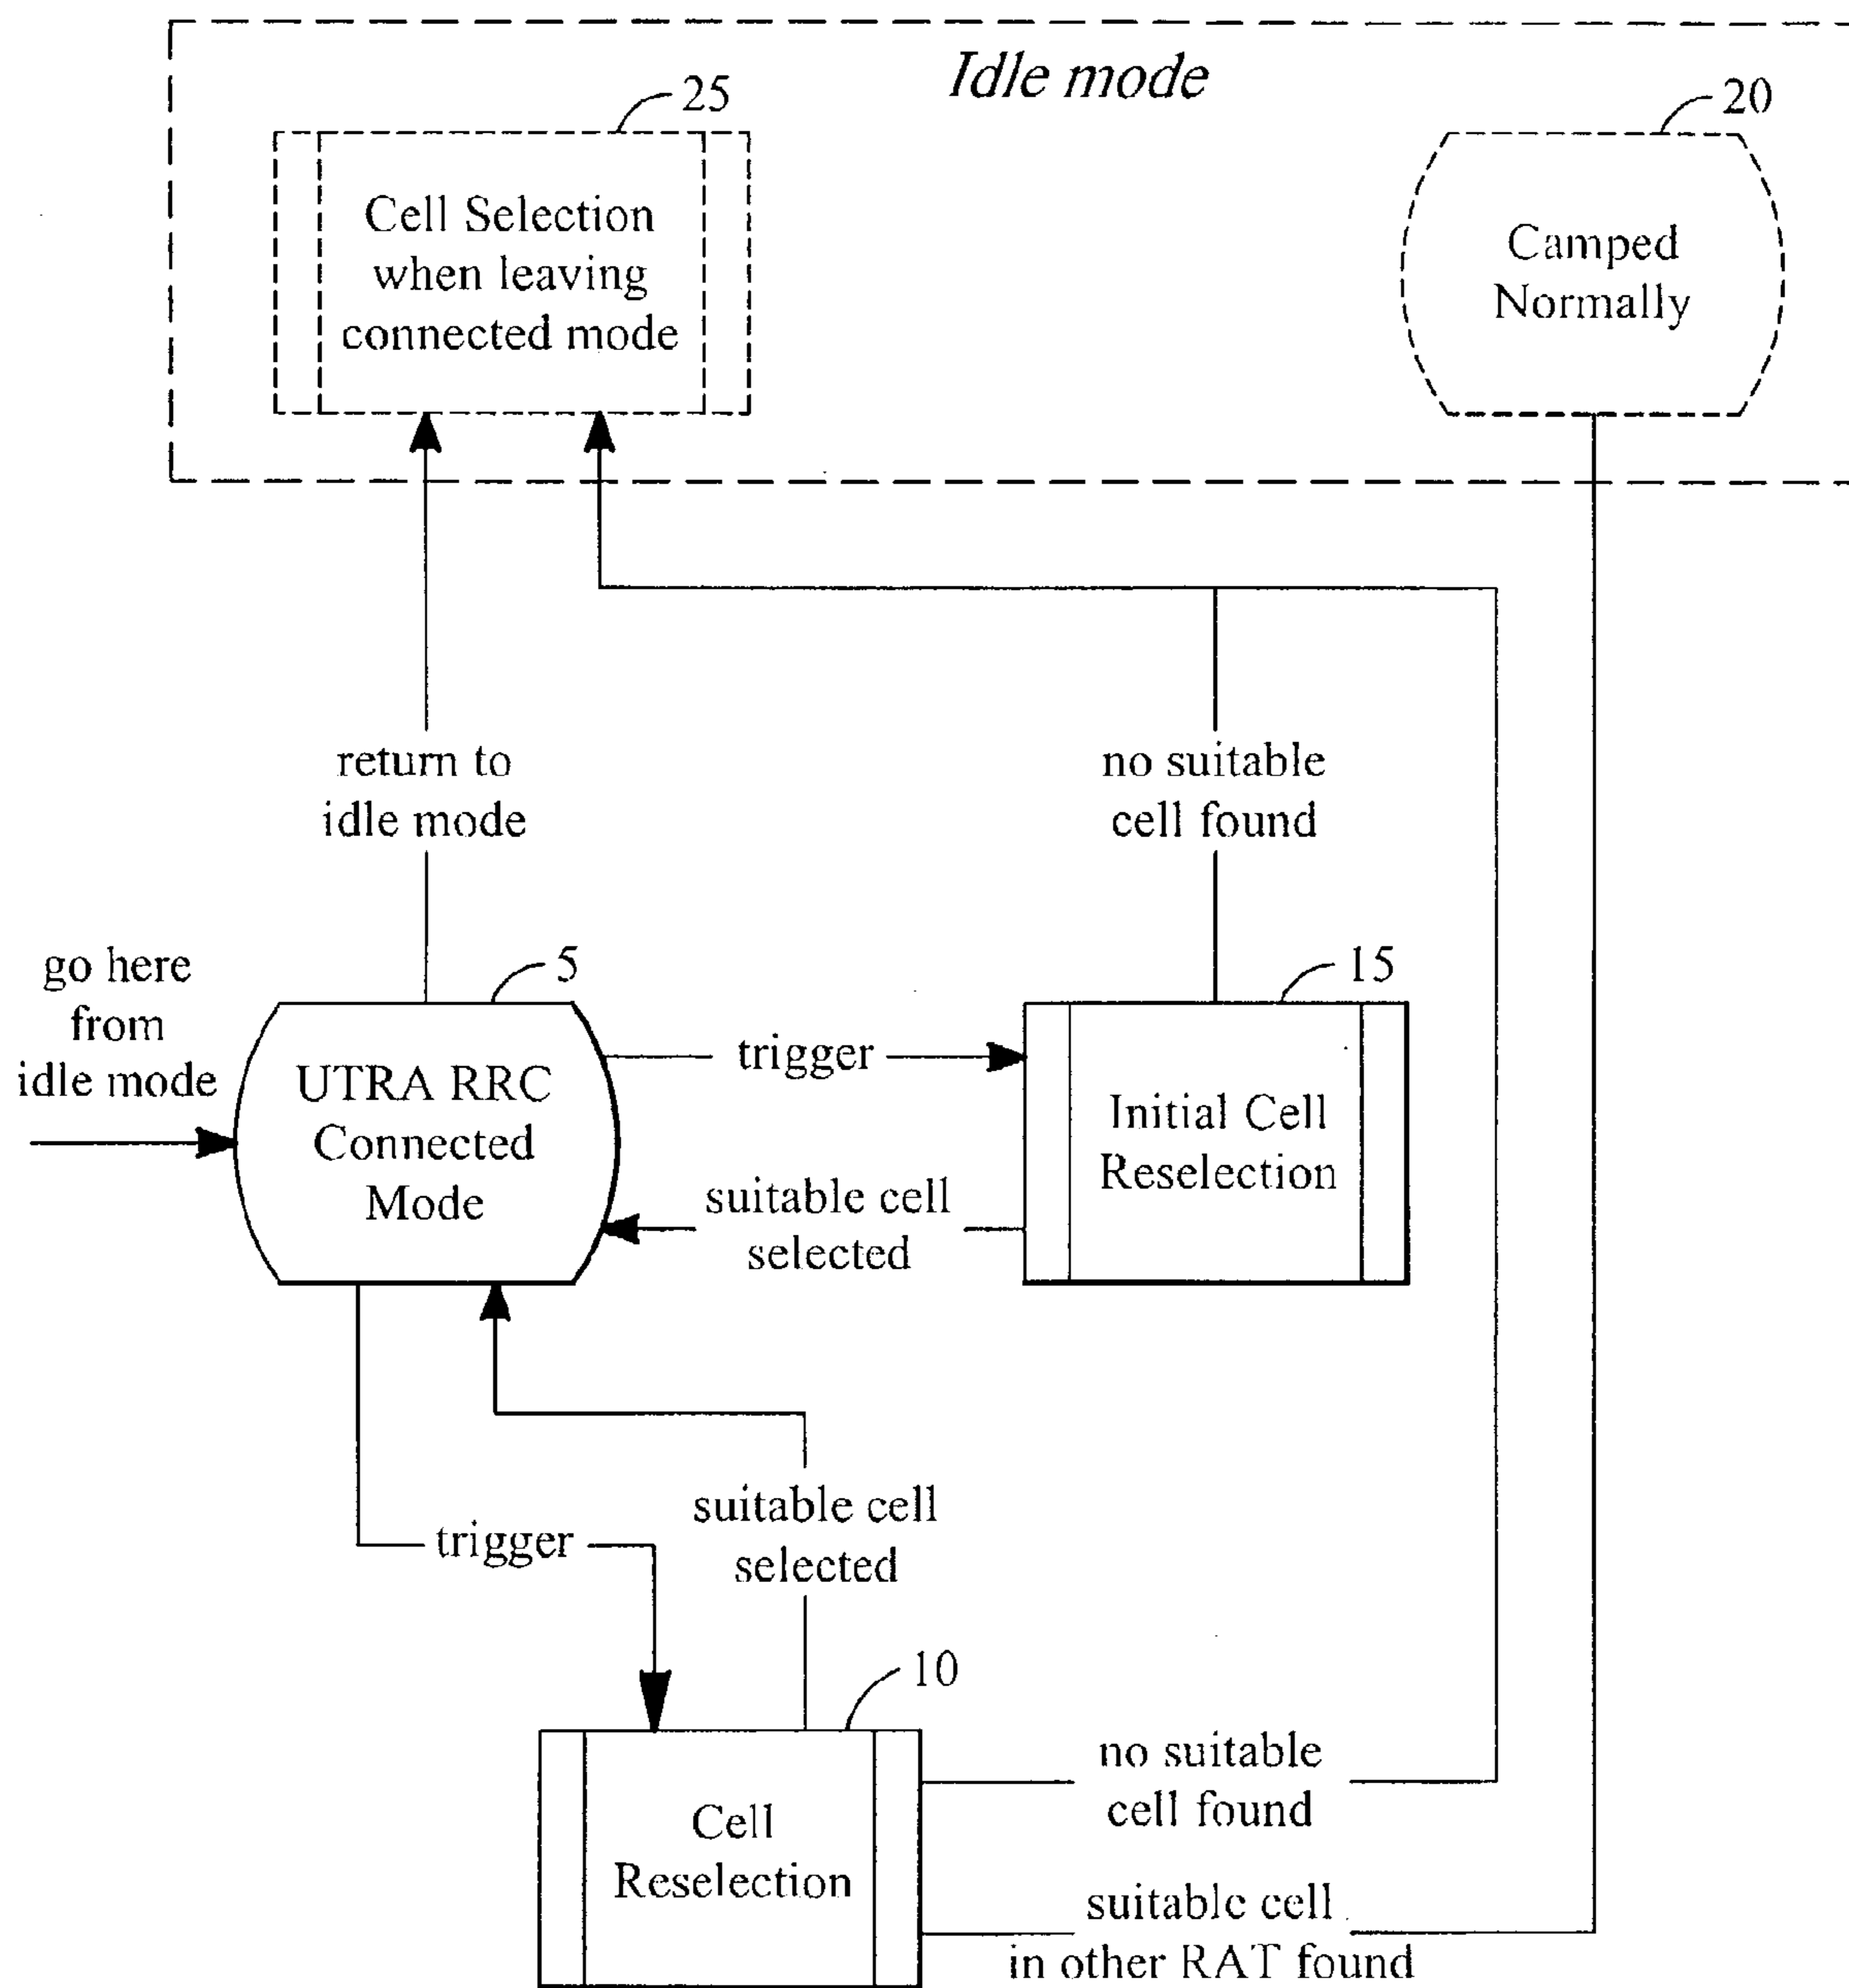 Idle mode
25
20
Cell Selection
when leaving
connected mode
Camped
Normally
return to
idle mode
no suitable
cell found
go here
from
idle mode
5
15
UTRA RRC
Connected
Mode
trigger
Initial Cell
Reselection
suitable cell
selected
trigger
suitable cell
selected
10
Cell
Reselection
no suitable
cell found
suitable cell
in other RAT found